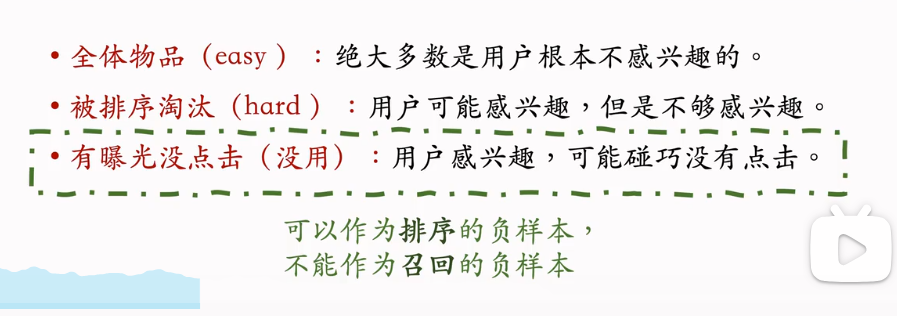 • 全体物品（easy）：绝大多数是用户根本不感兴趣的。
• 被排序淘汰（hard）：用户可能感兴趣，但是不够感兴趣。
• 有曝光没点击（没用）：用户感兴趣，可能碰巧没有点击。
可以作为排序的负样本，
不能作为召回的负样本